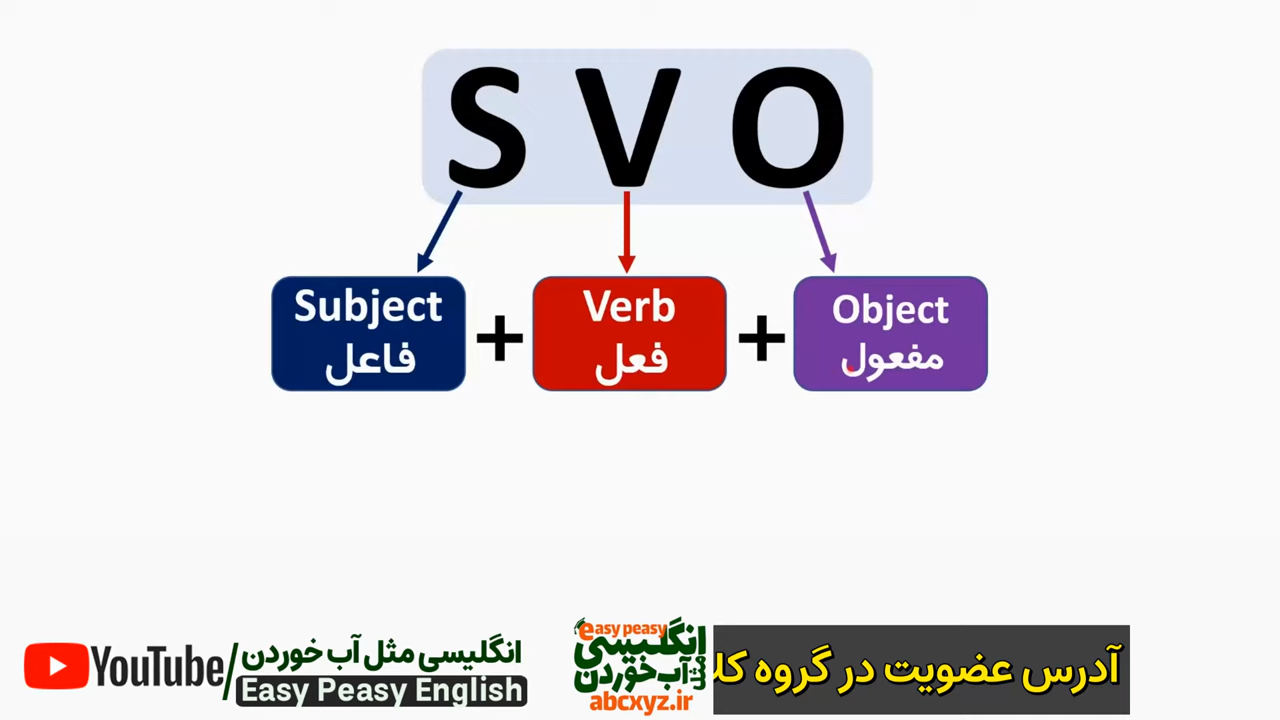 S V O
Subject
فاعل
+
Verb
فعل
+
Object
مفعول
YouTube/
انگلیسی مثل آب خوردن
Easy Peasy English
easy peasy
انگلیسی
مثل
آب خوردن
abcxyz.ir
آدرس عضویت در گروه